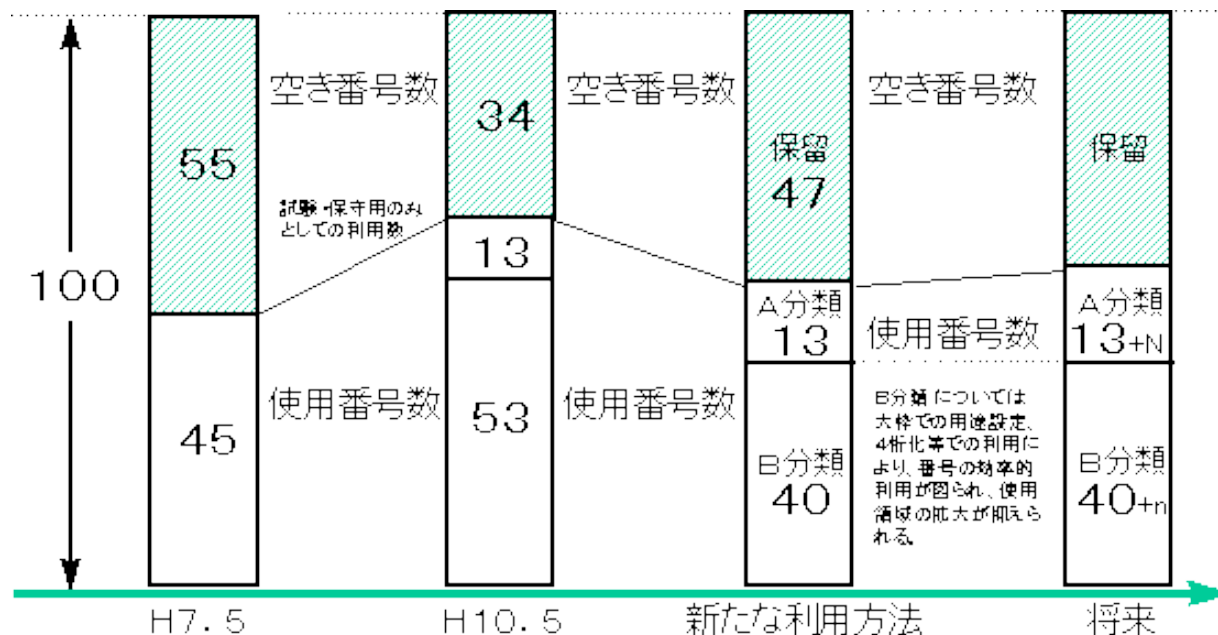 100
55
45
H7.5
空き番号数
試験・保守用のみ
としての利用数
使用番号数
34
13
53
H10.5
空き番号数
使用番号数
保留
47
A分類
13
B分類
40
新たな利用方法
空き番号数
使用番号数
B分類については
大枠での用途設定、
4桁化等での利用に
より、番号の効率的
利用が図られ、使用
領域の拡大が抑えら
れる。
保留
A分類
13+N
B分類
40+n
将来